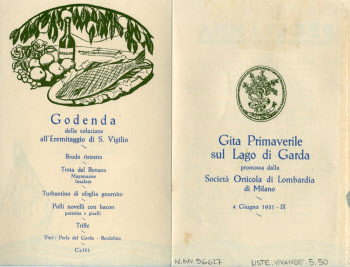 Godenda
della colazione
all'Eremitaggio di S. Vigilio
Brodo ristretto
Trota del Benaco
Mayonnaise
Insalata
Turbantino di sfoglia guarnito
Polli novelli con bacon
patatine e piselli
Trifle
Vini: Perla del Garda - Bardolino
Caffè
Gita Primaverile
sul Lago di Garda
promossa dalla
Società Orticola di Lombardia
di Milano
4 Giugno 1931 - IX
N. INV 56627
LISTE. VIVANDE. 5. 50